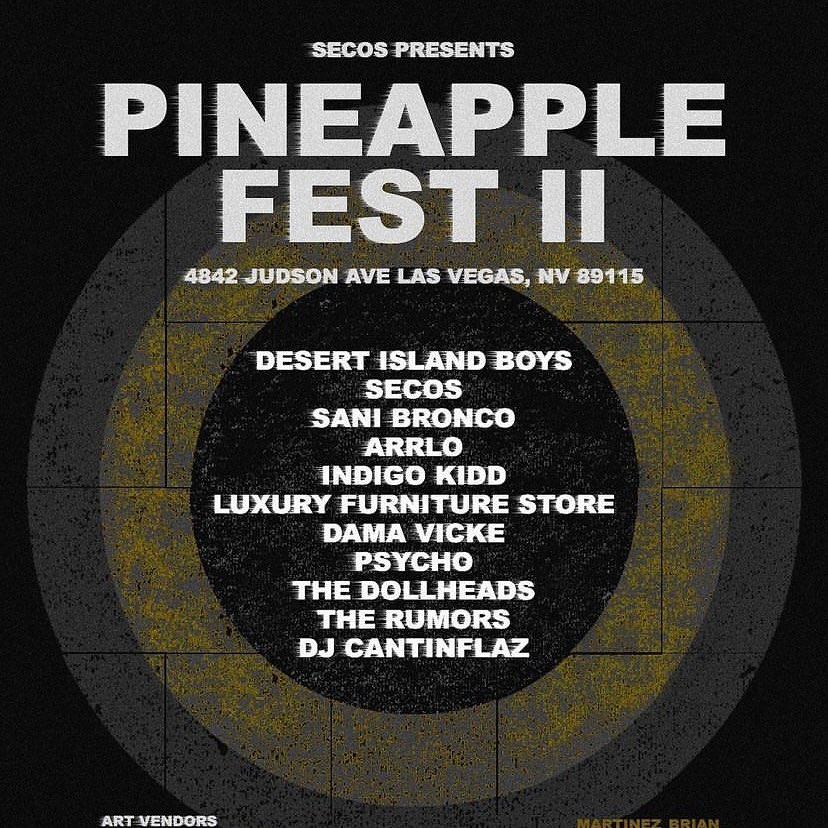 SECOS PRESENTS
PINEAPPLE
FEST II
4842 JUDSON AVE LAS VEGAS, NV 89115
DESERT ISLAND BOYS
SECOS
SANI BRONCO
ARRLO
INDIGO KIDD
LUXURY FURNITURE STORE
DAMA VICKE
PSYCHO
THE DOLLHEADS
THE RUMORS
DJ CANTINFLAZ
ART VENDORS
MARTINEZ BRIAN